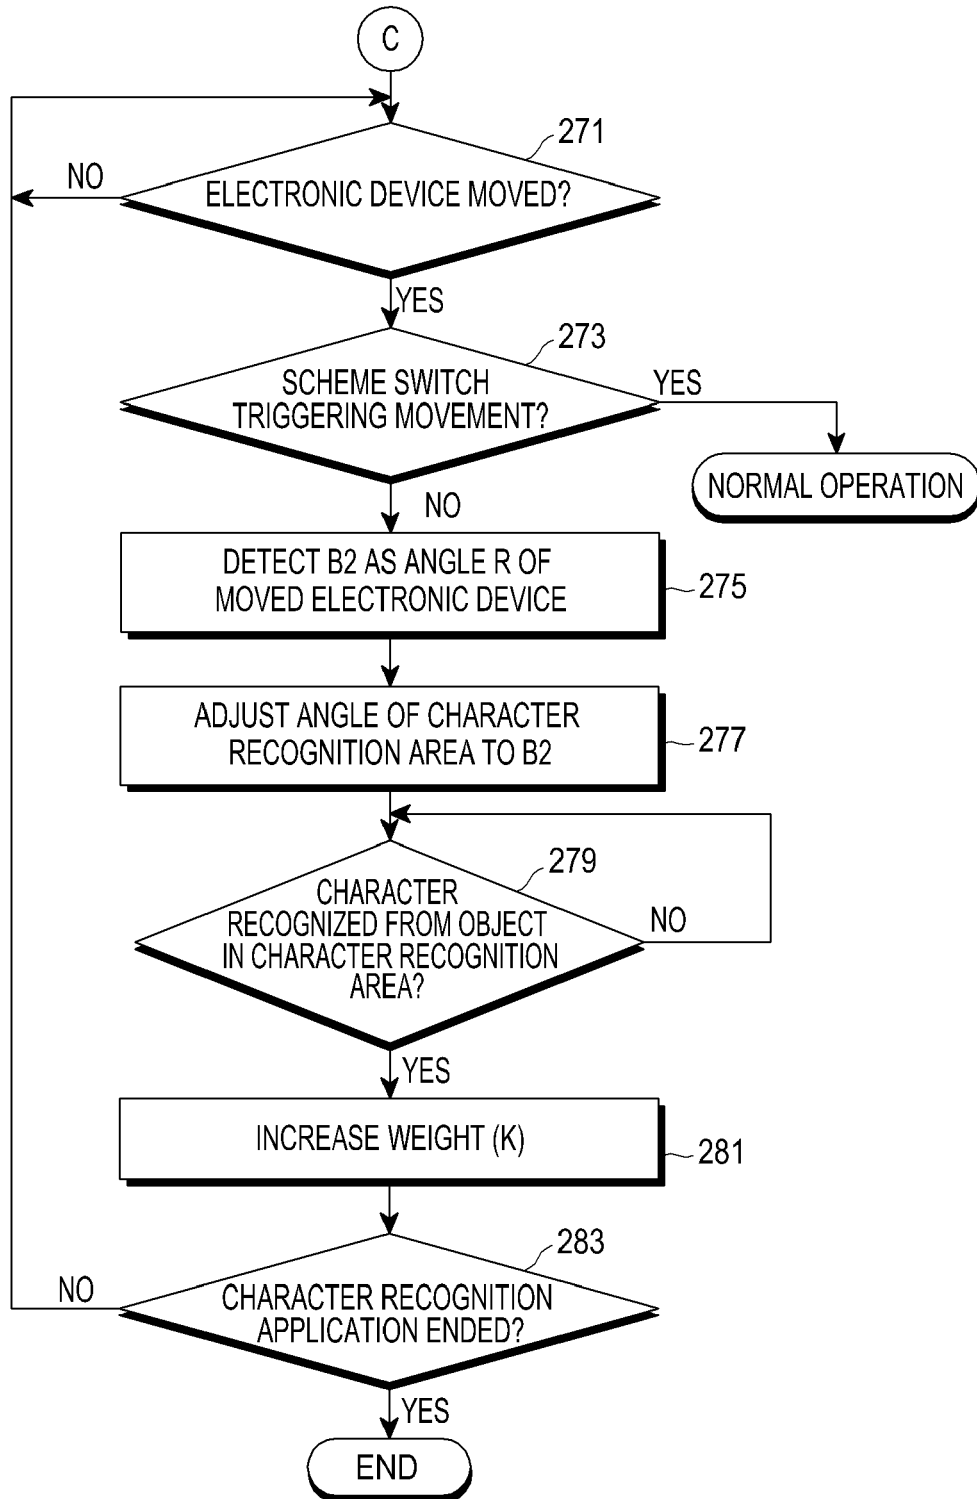 C
271
NO
ELECTRONIC DEVICE MOVED?
YES
273
SCHEME SWITCH
TRIGGERING MOVEMENT?
YES
NORMAL OPERATION
NO
DETECT B2 AS ANGLE R OF
MOVED ELECTRONIC DEVICE
275
ADJUST ANGLE OF CHARACTER
RECOGNITION AREA TO B2
277
279
CHARACTER
RECOGNIZED FROM OBJECT
IN CHARACTER RECOGNITION
AREA?
NO
YES
INCREASE WEIGHT (K)
281
283
NO
CHARACTER RECOGNITION
APPLICATION ENDED?
YES
END